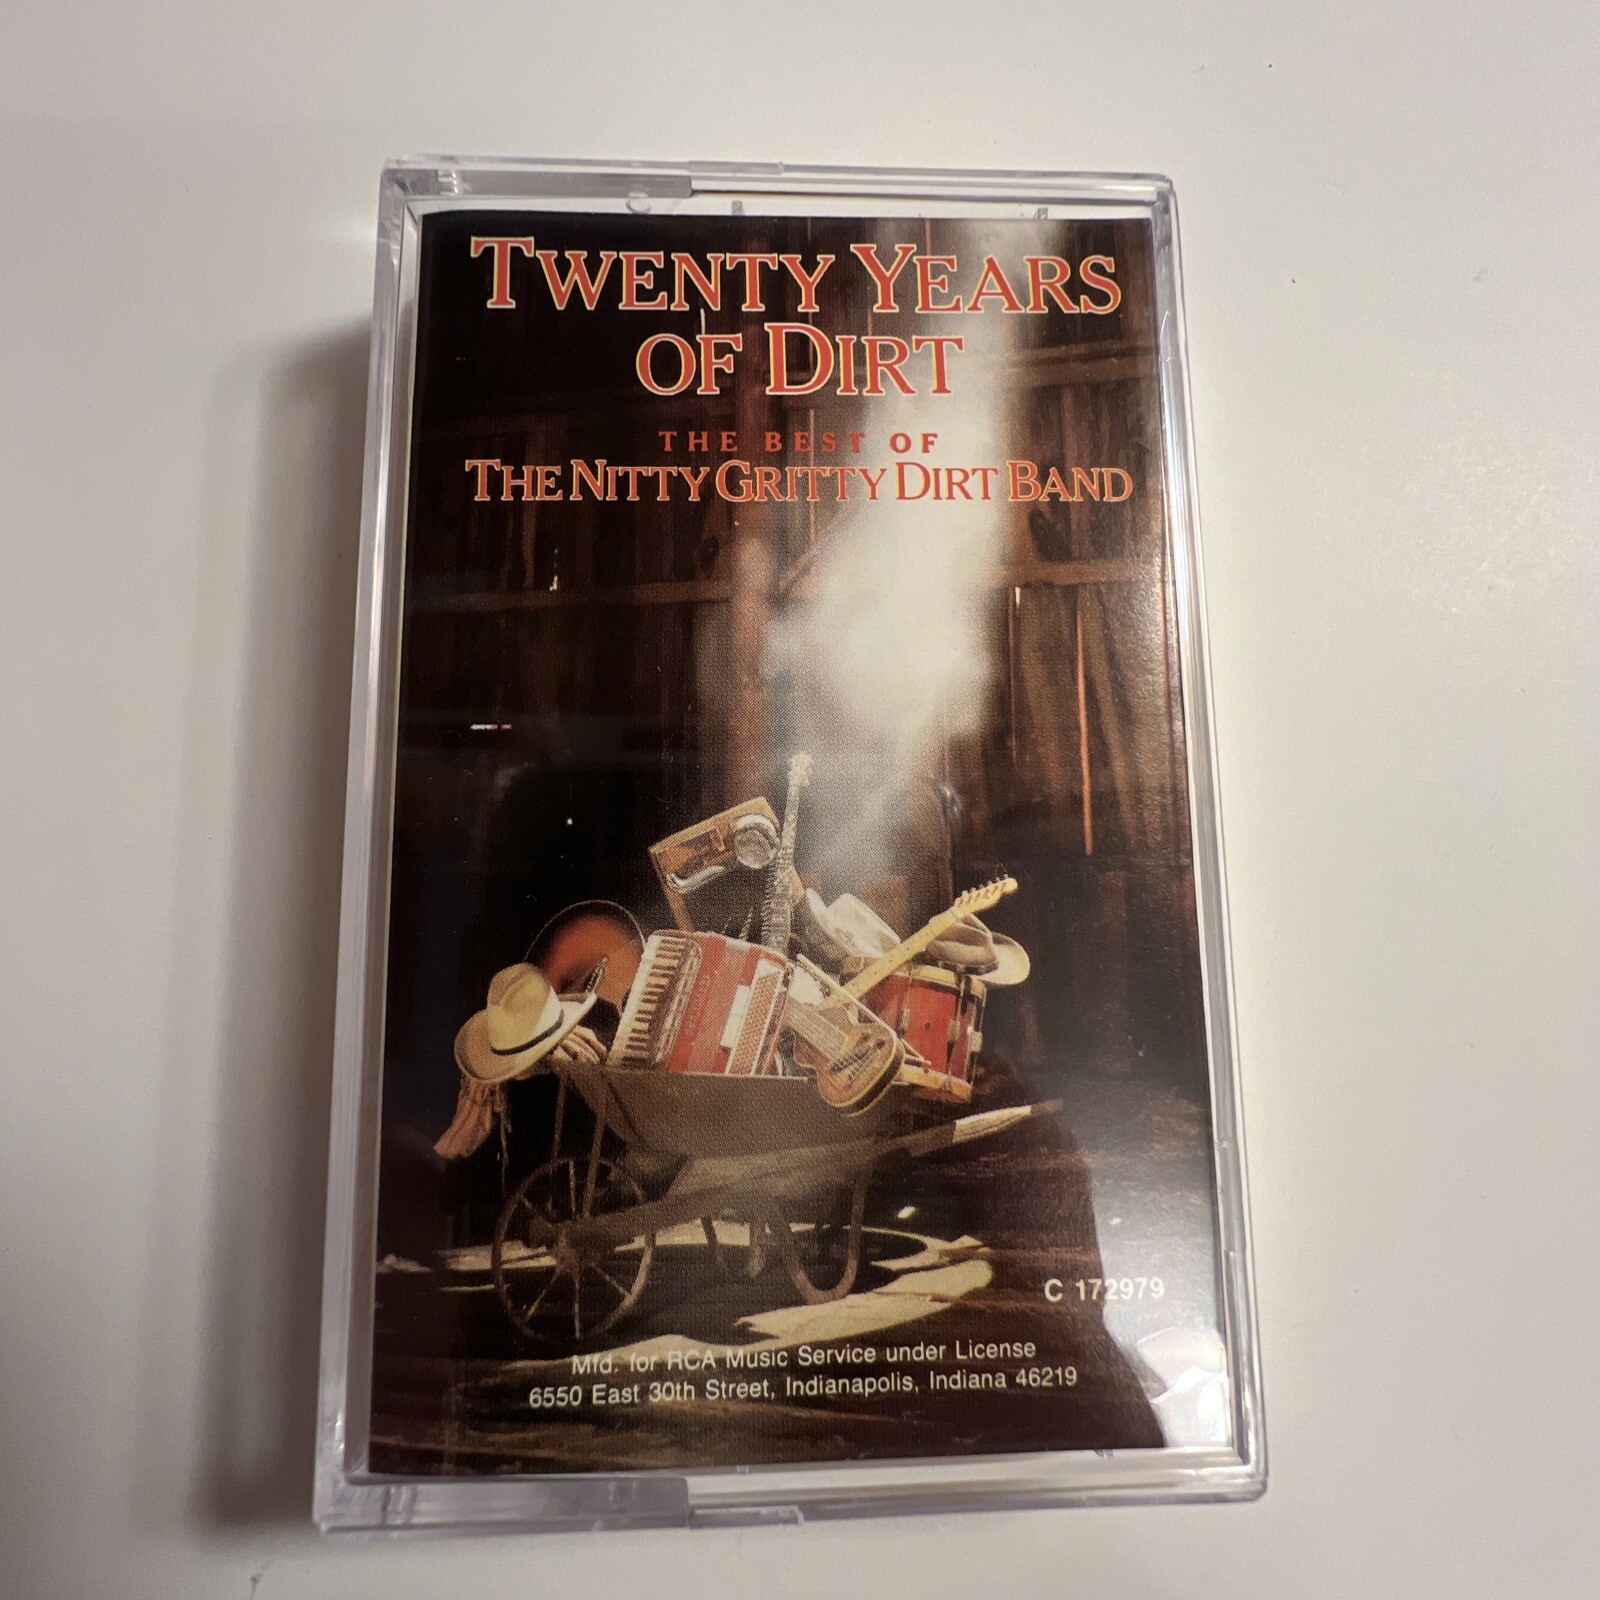 TWENTY YEARS
OF DIRT
THE BEST OF
THE NITTY GRITTY DIRT BAND
C 172979
Mfd. for RCA Music Service under License
6550 East 30th Street, Indianapolis, Indiana 46219